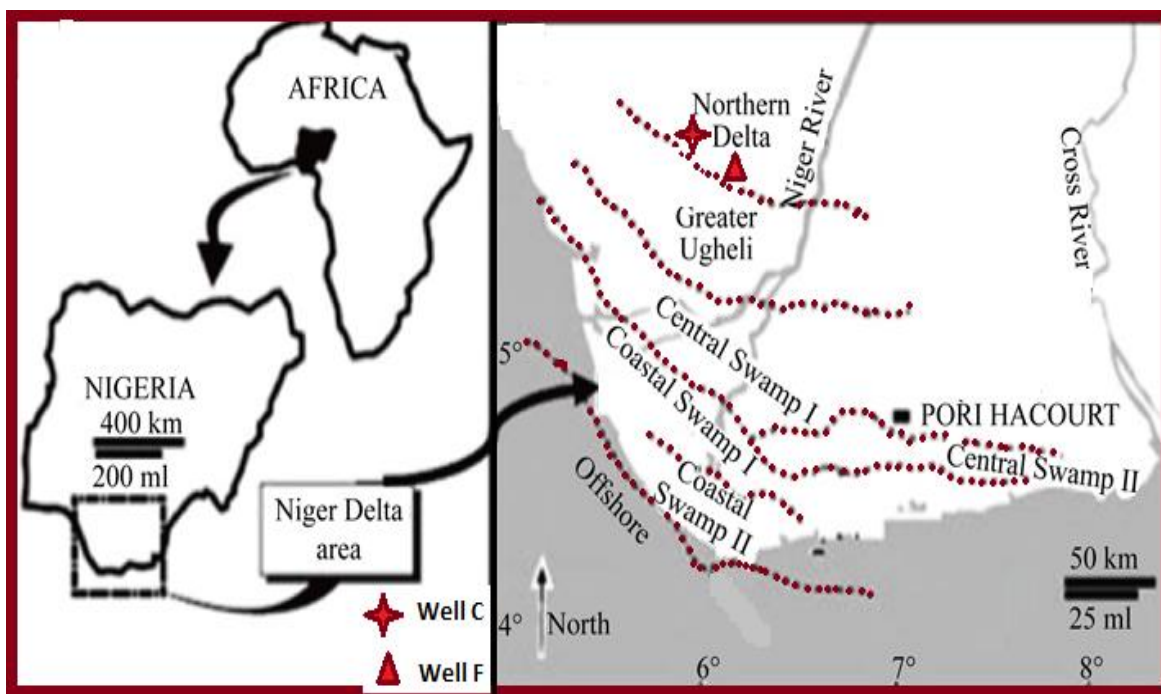 AFRICA
NIGERIA
400 km
200 ml
Niger Delta
area
Well C
Well F
Northern
Delta
Niger River
Cross River
Greater
Ugheli
Central Swamp I
Coastal Swamp I
5°
PORI HACOURT
Central Swamp II
Coastal
Swamp II
Offshore
50 km
25 ml
4°
North
6°
7°
8°